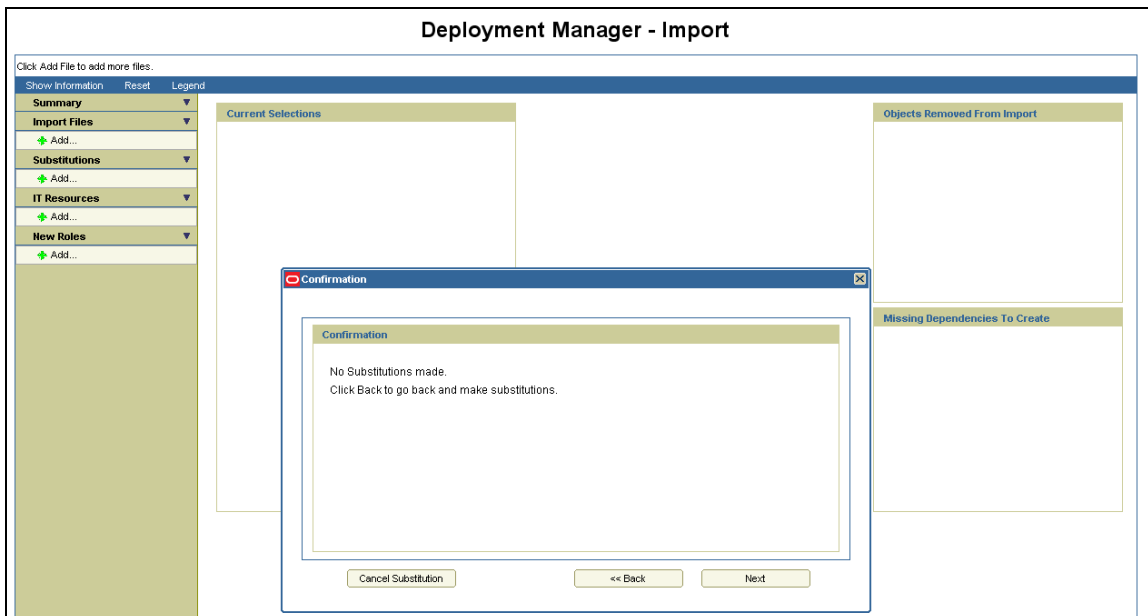 Deployment Manager - Import
Click Add File to add more files.
Show Information Reset Legend
Summary
Import Files
Add...
Substitutions
Add...
IT Resources
Add...
New Roles
Add...
Current Selections
Objects Removed From Import
Missing Dependencies To Create
Confirmation
Confirmation
No Substitutions made.
Click Back to go back and make substitutions.
Cancel Substitution << Back Next